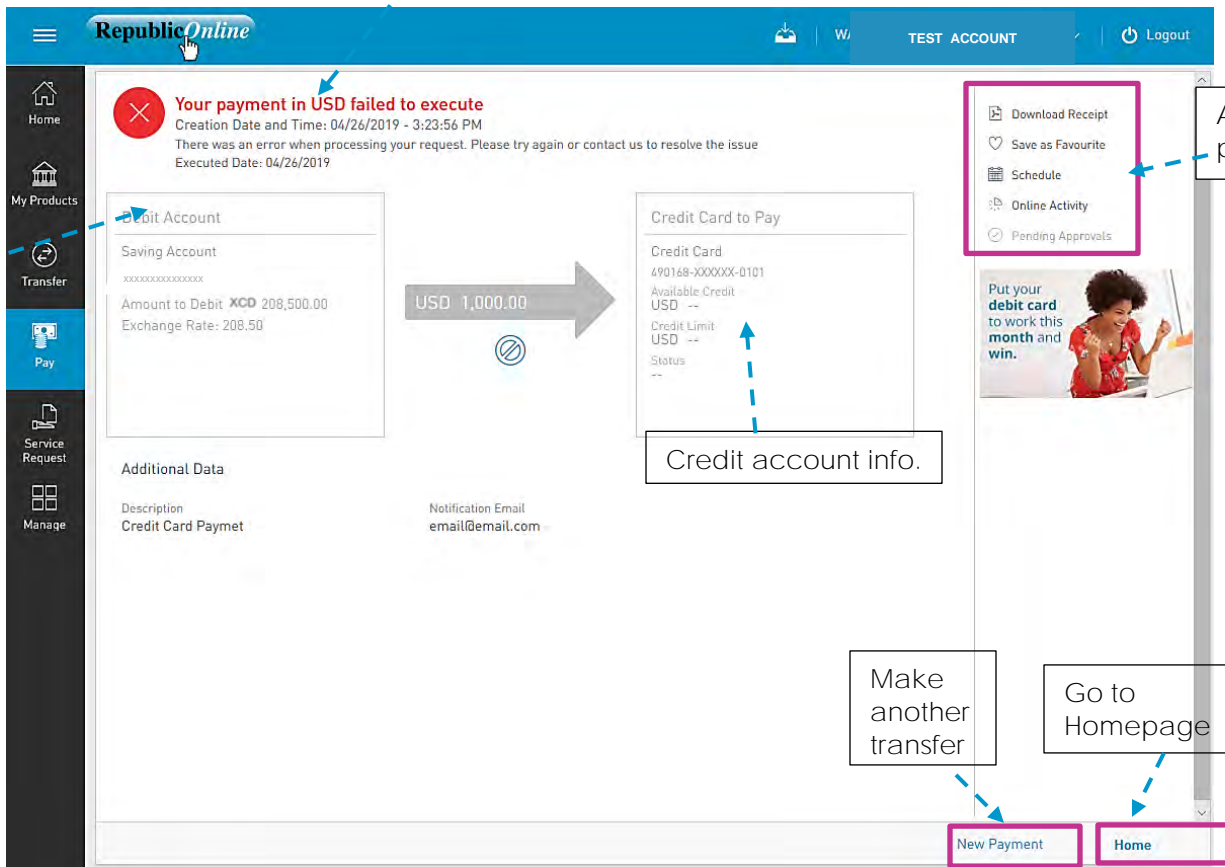 RepublicOnline
TEST ACCOUNT
Logout
Home
My Products
Transfer
Pay
Service
Request
Manage
Your payment in USD failed to execute
Creation Date and Time: 04/26/2019 - 3:23:56 PM
There was an error when processing your request. Please try again or contact us to resolve the issue
Executed Date: 04/26/2019
Debit Account
Saving Account
xxxxxxxxxxxxxxx
Amount to Debit XCD 208,500.00
Exchange Rate: 208.50
USD 1,000.00
Credit Card to Pay
Credit Card
490168-XXXXXX-0101
Available Credit
USD --
Credit Limit
USD --
Status
--
Credit account info.
Additional Data
Description
Credit Card Paymet
Notification Email
email@email.com
Download Receipt
Save as Favourite
Schedule
Online Activity
Pending Approvals
Put your
debit card
to work this
month and
win.
Make
another
transfer
Go to
Homepage
New Payment
Home